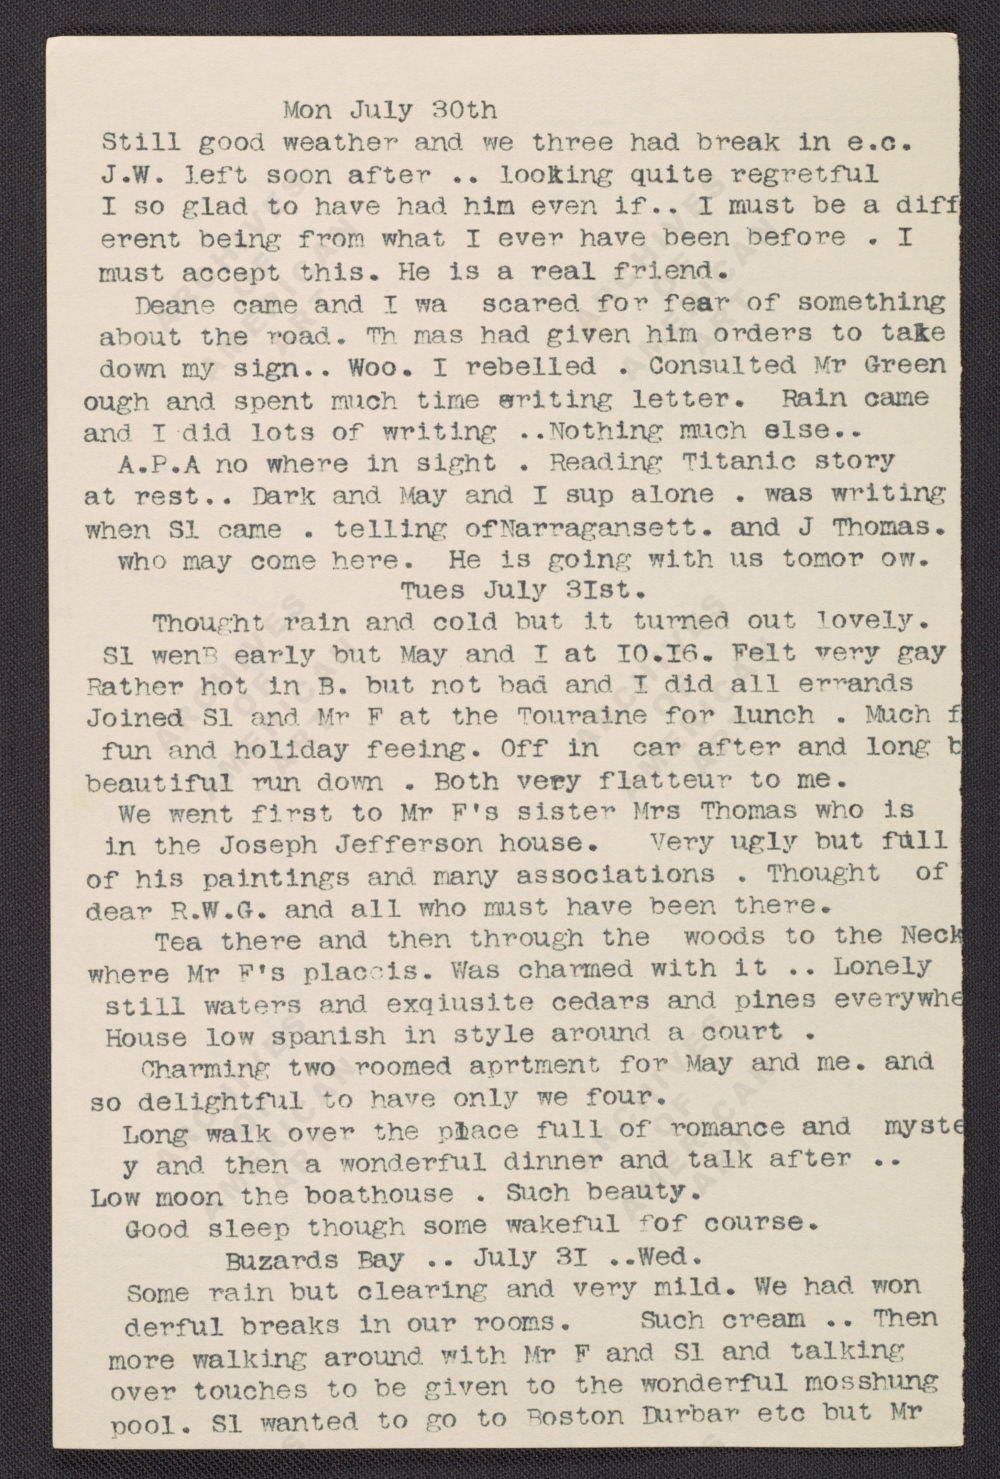 Mon July 30th
Still good weather and we three had break in e.c.
J.W. left soon after .. looking quite regretful
I so glad to have had him even if.. I must be a diff
erent being from what I ever have been before . I
must accept this. He is a real friend.
Deane came and I wa scared for fear of something
about the road. Th mas had given him orders to take
down my sign.. Woo. I rebelled . Consulted Mr Green
ough and spent much time writing letter. Rain came
and I did lots of writing ..Nothing much else..
A.P.A no where in sight . Reading Titanic story
at rest.. Dark and May and I sup alone . was writing
when Sl came . telling ofNarragansett. and J Thomas.
who may come here. He is going with us tomor ow.
Tues July 3Ist.
Thought rain and cold but it turned out lovely.
Sl wenB early but May and I at IO.I6. Felt very gay
Rather hot in B. but not bad and I did all errands
Joined Sl and Mr F at the Touraine for lunch . Much f
fun and holiday feeing. Off in car after and long b
beautiful run down . Both very flatteur to me.
We went first to Mr F's sister Mrs Thomas who is
in the Joseph Jefferson house. Very ugly but full
of his paintings and many associations . Thought of
dear R.W.G. and all who must have been there.
Tea there and then through the woods to the Neck
where Mr F's placeis. Was charmed with it .. Lonely
still waters and exqiusite cedars and pines everywhe
House low spanish in style around a court .
Charming two roomed aprtment for May and me. and
so delightful to have only we four.
Long walk over the place full of romance and myste
y and then a wonderful dinner and talk after ..
Low moon the boathouse . Such beauty.
Good sleep though some wakeful fof course.
Buzards Bay .. July 3I ..Wed.
Some rain but clearing and very mild. We had won
derful breaks in our rooms. Such cream .. Then
more walking around with Mr F and Sl and talking
over touches to be given to the wonderful mosshung
pool. Sl wanted to go to Boston Durbar etc but Mr